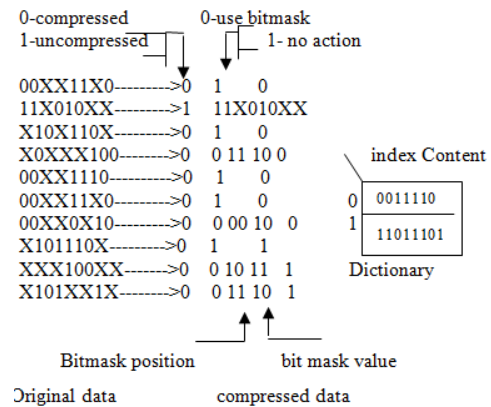 0-compressed 0-use bitmask
1-uncompressed 1- no action
00XX11X0--------->0 1 0
11X010XX--------->1 11X010XX
X10X110X--------->0 1 0
X0XXX100--------->0 0 11 10 0 index Content
00XX1110--------->0 1 0
00XX11X0--------->0 1 0 0 0011110
00XX0X10--------->0 0 00 10 0 1 11011101
X101110X--------->0 1 1
XXX100XX------->0 0 10 11 1 Dictionary
X101XX1X-------->0 0 11 10 1
Bitmask position bit mask value
Original data compressed data